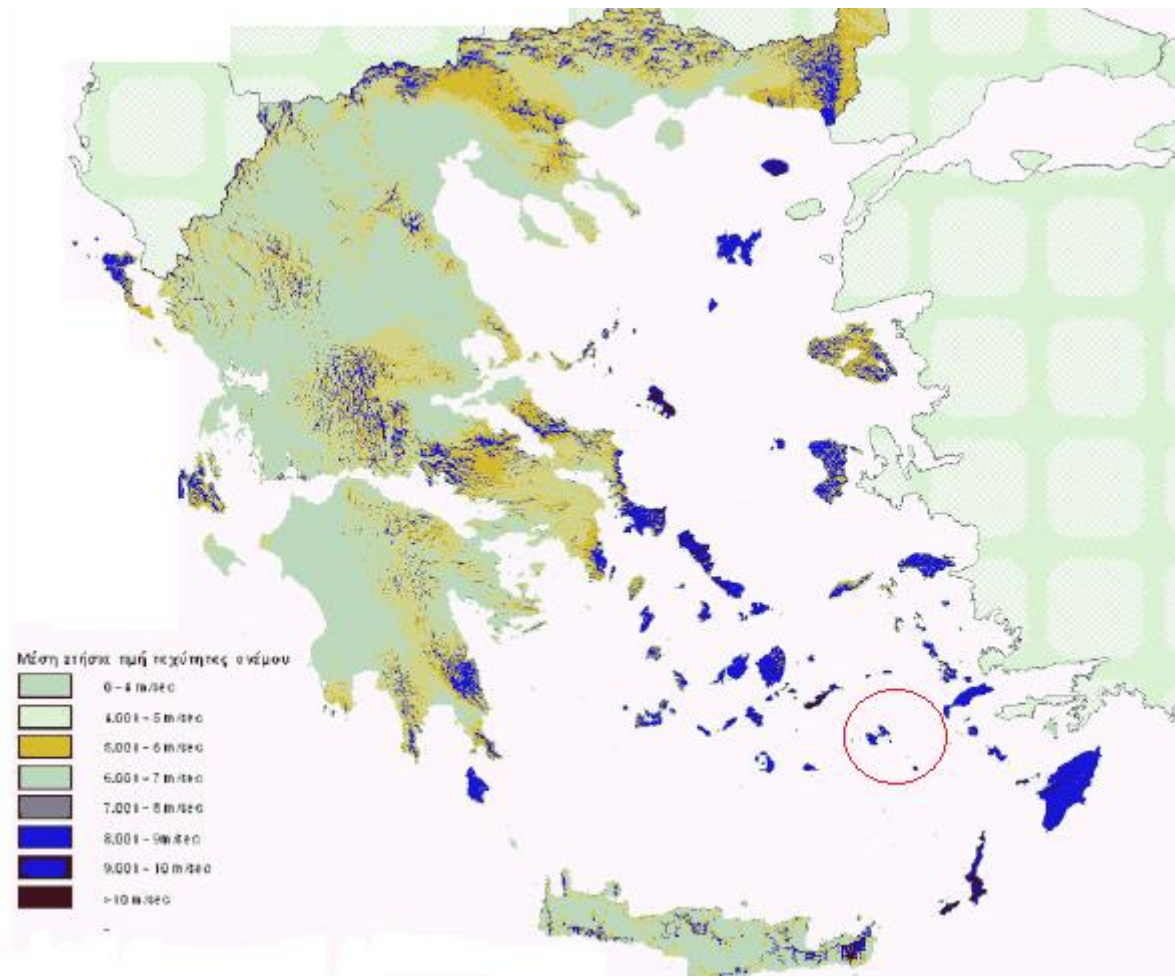 Μέση ετήσια τιμή ταχύτητες ανέμου
0 - 4 m/sec
4.001 - 5 m/sec
5.001 - 6 m/sec
6.001 - 7 m/sec
7.001 - 8 m/sec
8.001 - 9m/sec
9.001 - 10 m/sec
>10 m/sec